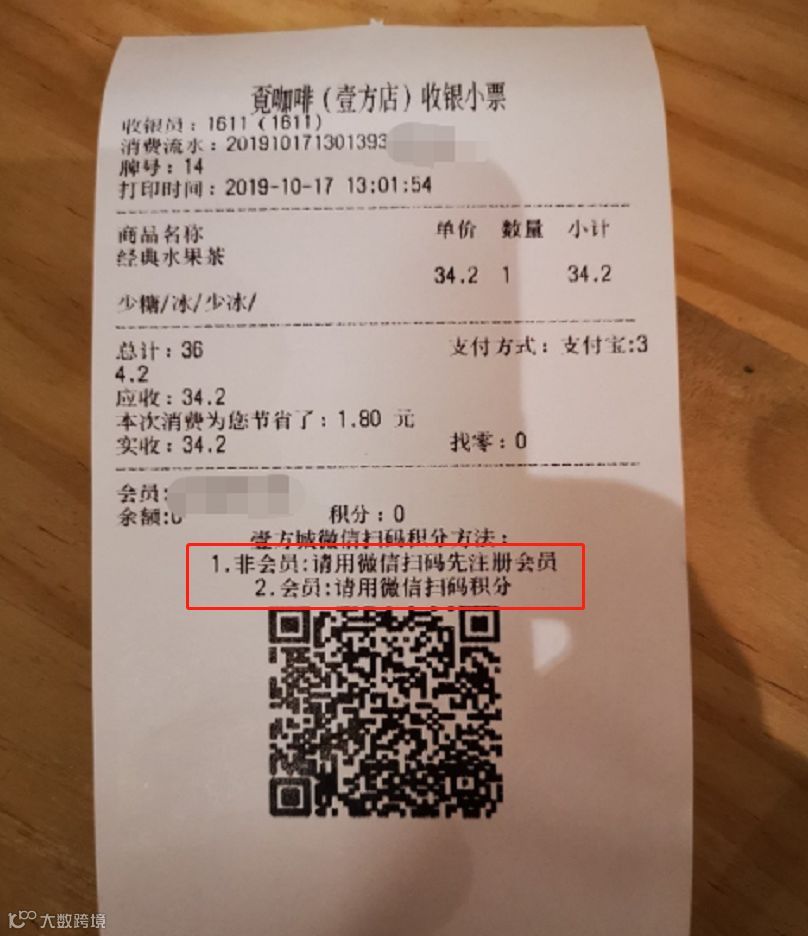 觅咖啡（壹方店）收银小票
收银员：1611（1611）
消费流水：201910171301393
牌号：14
打印时间：2019-10-17 13:01:54
商品名称 单价 数量 小计
经典水果茶
34.2 1 34.2
少糖/冰/少冰/
总计：36 支付方式：支付宝:3
4.2
应收：34.2
本次消费为您节省了：1.80 元
实收：34.2 找零：0
会员:
余额:0 积分：0
壹方城微信扫码积分方法：
1.非会员:请用微信扫码先注册会员
2.会员:请用微信扫码积分
大数跨境